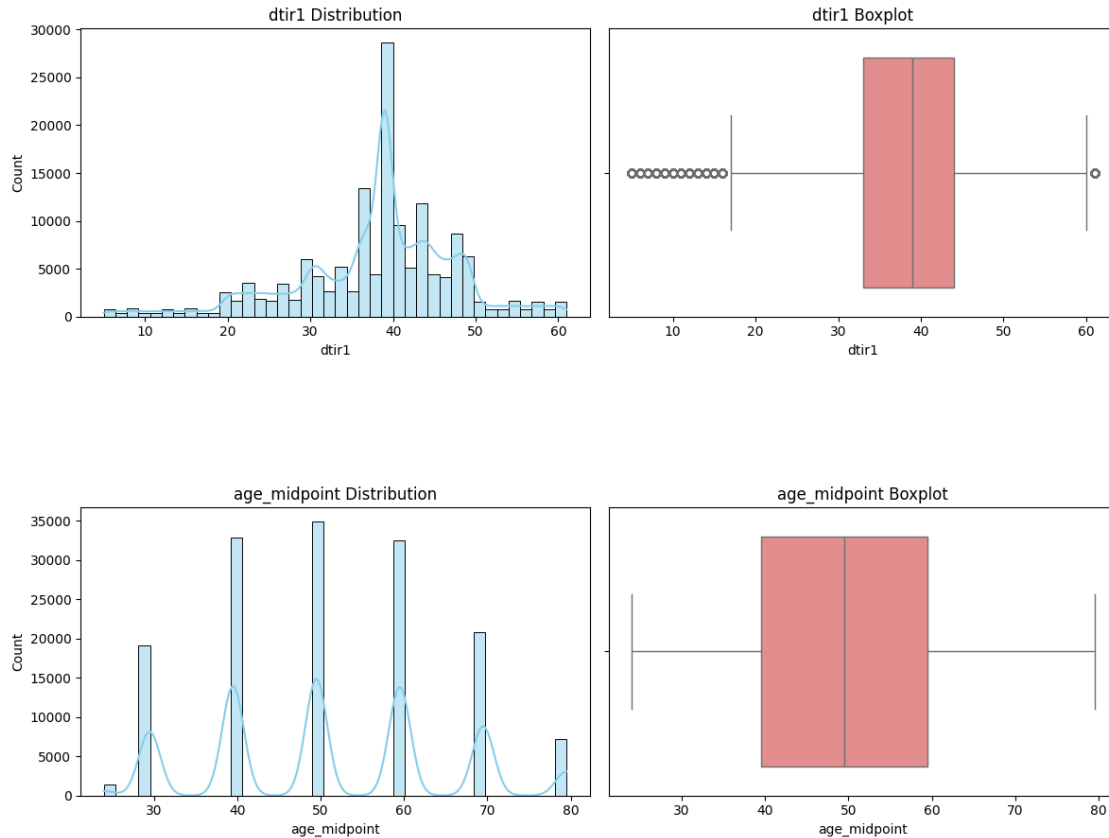 dtir1 Distribution
30000
25000
20000
15000
10000
5000
0
Count
10 20 30 40 50 60
dtir1
dtir1 Boxplot
10 20 30 40 50 60
dtir1
age_midpoint Distribution
35000
30000
25000
20000
15000
10000
5000
0
Count
30 40 50 60 70 80
age_midpoint
age_midpoint Boxplot
30 40 50 60 70 80
age_midpoint